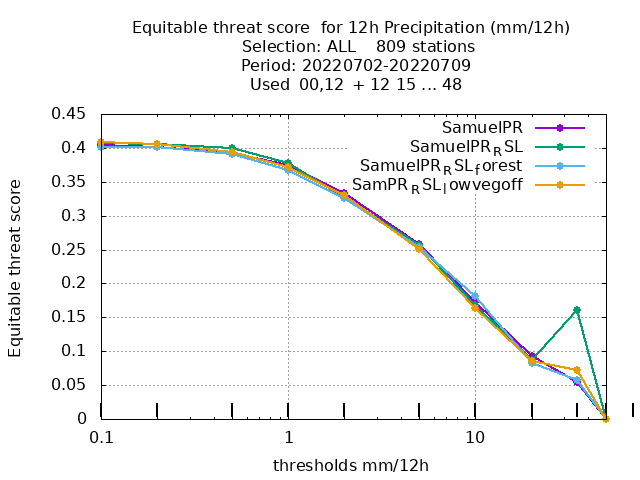 Equitable threat score  for 12h Precipitation (mm/12h)
Selection: ALL    809 stations
Period: 20220702-20220709
Used  00,12  + 12 15 ... 48
SamuelPR
SamuelPR_RSL
SamuelPR_RSL_forest
SamPR_RSL_lowvegoff
Equitable threat score
0.45
0.4
0.35
0.3
0.25
0.2
0.15
0.1
0.05
0
0.1
1
10
thresholds mm/12h